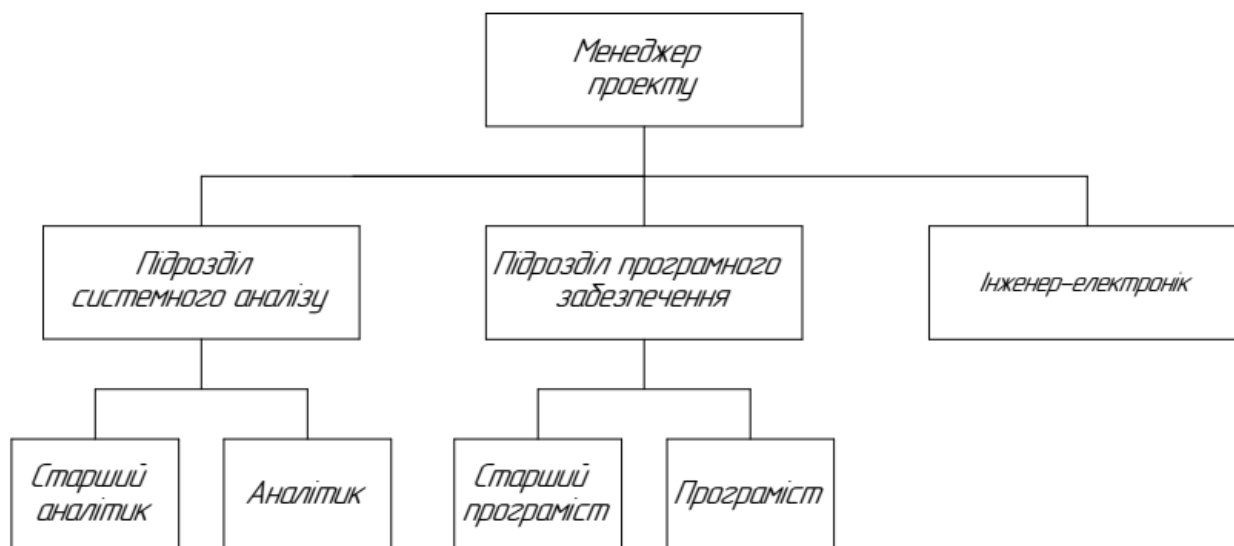 Менеджер
проекту
Підрозділ
системного аналізу
Підрозділ програмного
забезпечення
Інженер-електронік
Старший
аналітик
Аналітик
Старший
програміст
Програміст